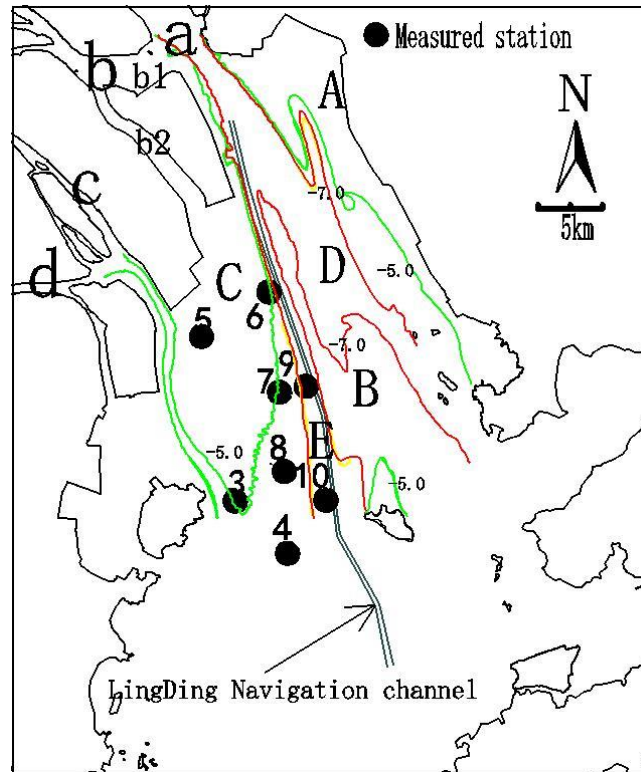 a
Measured station
b
b1
A
N
b2
-7.0
5km
c
D
-5.0
d
C
6
5
-7.0
9
B
7
E
-5.0
8
-5.0
3
10
4
LingDing Navigation channel